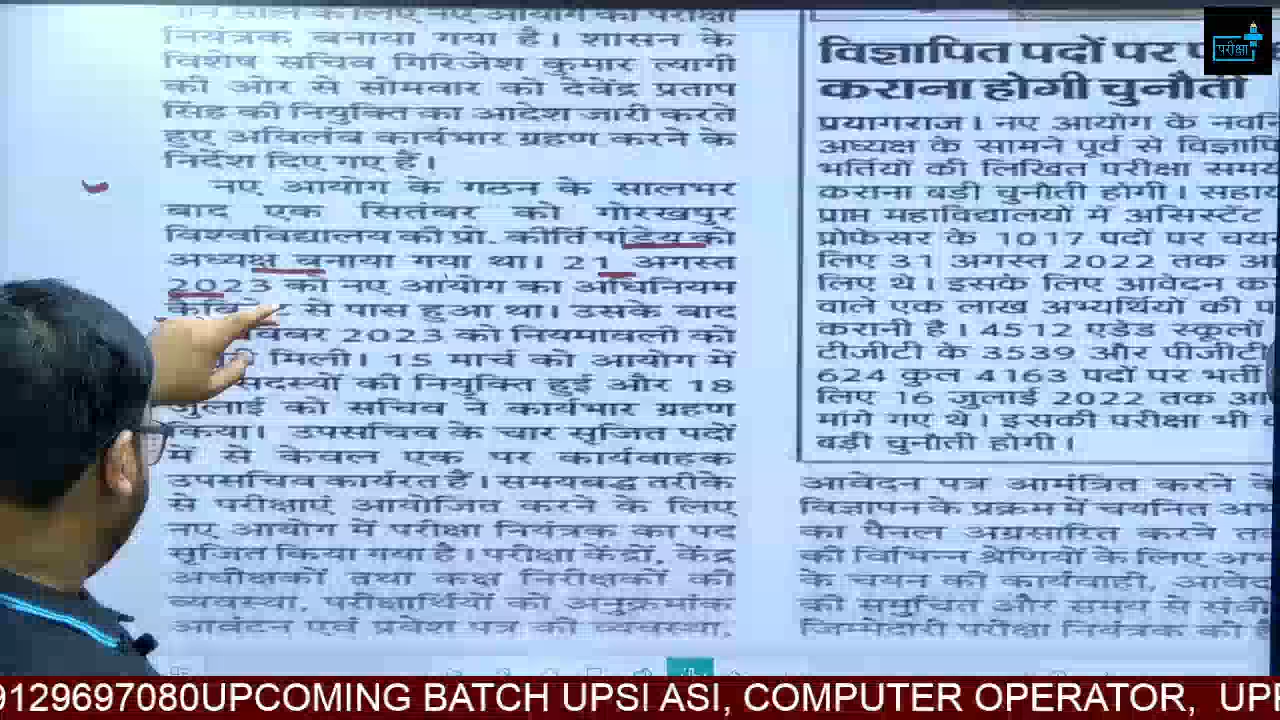 नियंत्रक बनाया गया है। शासन के
विशेष सचिव गिरिजेश कुमार त्यागी
की ओर से सोमवार को देवेंद्र प्रताप
सिंह की नियुक्ति का आदेश जारी करते
हुए अविलंब कार्यभार ग्रहण करने के
निर्देश दिए गए हैं।
नए आयोग के गठन के सालभर
बाद एक सितंबर को गोरखपुर
विश्वविद्यालय की प्रो. कीर्ति पांडेय को
अध्यक्ष बनाया गया था। 21 अगस्त
2023 को नए आयोग का अधिनियम
से पास हुआ था। उसके बाद
2023 को नियमावली को
मिली। 15 मार्च को आयोग में
सदस्यों की नियुक्ति हुई और 18
जुलाई को सचिव ने कार्यभार ग्रहण
किया। उपसचिव के चार सृजित पदों
में से केवल एक पर कार्यवाहक
उपसचिव कार्यरत हैं। समयबद्ध तरीके
से परीक्षाएं आयोजित करने के लिए
नए आयोग में परीक्षा नियंत्रक का पद
सृजित किया गया है। परीक्षा केंद्रों, केंद्र
अधीक्षकों तथा कक्ष निरीक्षकों की
व्यवस्था, परीक्षार्थियों को अनुक्रमांक
आवंटन एवं प्रवेश पत्र की व्यवस्था,
विज्ञापित पदों पर
कराना होगी चुनौती
प्रयागराज। नए आयोग के
अध्यक्ष के सामने पूर्व से
भर्तियों की लिखित परीक्षा
कराना बड़ी चुनौती होगी।
प्राप्त महाविद्यालयों में असिस्टेंट
प्रोफेसर के 1017 पदों पर
लिए 31 अगस्त 2022 तक
लिए थे। इसके लिए आवेदन
वाले एक लाख अभ्यर्थियों की
करानी है। 4512 एडेड स्कूलों
टीजीटी के 3539 और पीजीटी
624 कुल 4163 पदों पर भर्ती
लिए 16 जुलाई 2022 तक
मांगे गए थे। इसकी परीक्षा भी
बड़ी चुनौती होगी।
आवेदन पत्र आमंत्रित करने
विज्ञापन के प्रक्रम में चयनित
का पैनल अग्रसारित करने
की विभिन्न श्रेणियों के लिए
के चयन की कार्यवाही,
की समुचित और समय से
जिम्मेदारी परीक्षा नियंत्रक की
परीक्षा
9129697080UPCOMING BATCH UPSI ASI, COMPUTER OPERATOR,